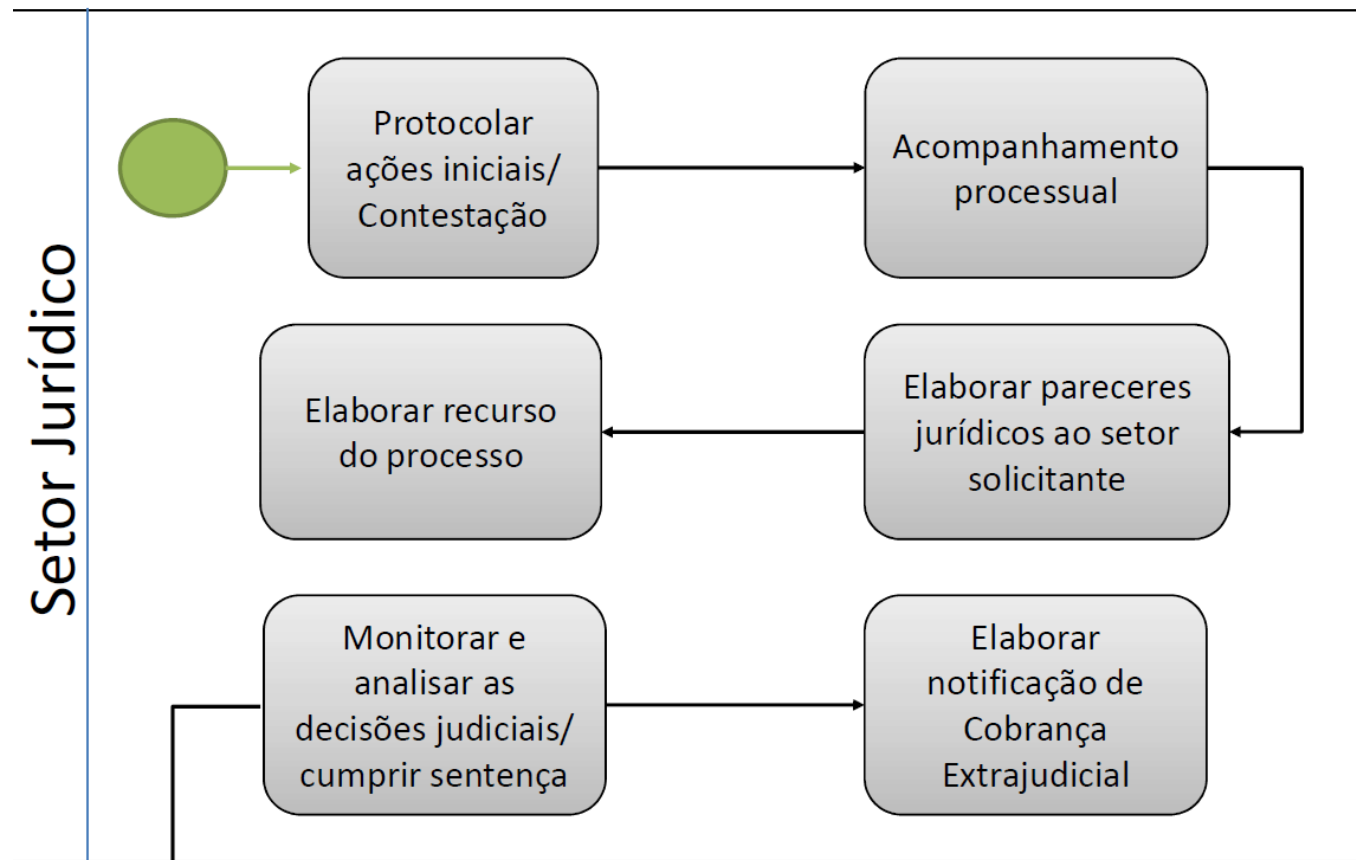 Setor Jurídico
Protocolar
ações iniciais/
Contestação
Acompanhamento
processual
Elaborar recurso
do processo
Elaborar pareceres
jurídicos ao setor
solicitante
Monitorar e
analisar as
decisões judiciais/
cumprir sentença
Elaborar
notificação de
Cobrança
Extrajudicial